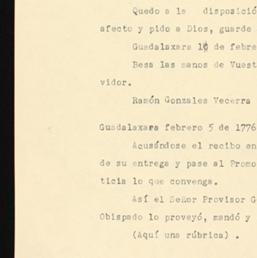 Quedo a la disposició
afecto y pido a Dios, guarde
Guadalaxara 1 de febre
Besa las manos de Vuest
vidor.
Ramón Gonzales Vecerra
Guadalaxara febrero 5 de 1776
Acusándose el recibo en
de su entrega y pase al Promo
ticia lo que convenga.
Así el Señor Provisor G
Obispado lo proveyó, mandó y
(Aquí una rúbrica) .